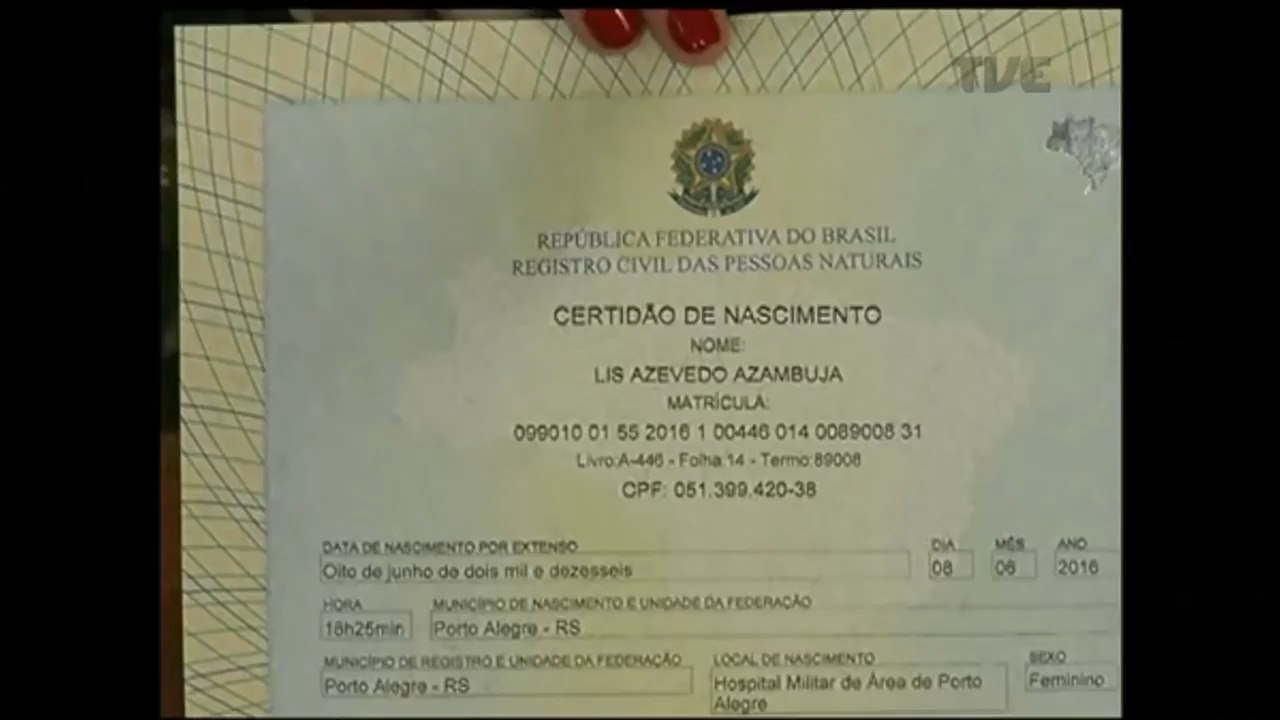 TVE
REPÚBLICA FEDERATIVA DO BRASIL
REGISTRO CIVIL DAS PESSOAS NATURAIS
CERTIDÃO DE NASCIMENTO
NOME:
LIS AZEVEDO AZAMBUJA
MATRÍCULA:
099010 01 55 2016 1 00446 014 0089008 31
Livro:A-446 - Folha:14 - Termo:89008
CPF: 051.399.420-38
DATA DE NASCIMENTO POR EXTENSO DIA MÊS ANO
Oito de junho de dois mil e dezesseis 08 06 2016
HORA MUNICÍPIO DE NASCIMENTO E UNIDADE DA FEDERAÇÃO
18h25min Porto Alegre - RS
MUNICÍPIO DE REGISTRO E UNIDADE DA FEDERAÇÃO LOCAL DE NASCIMENTO SEXO
Porto Alegre - RS Hospital Militar de Área de Porto Feminino
Alegre